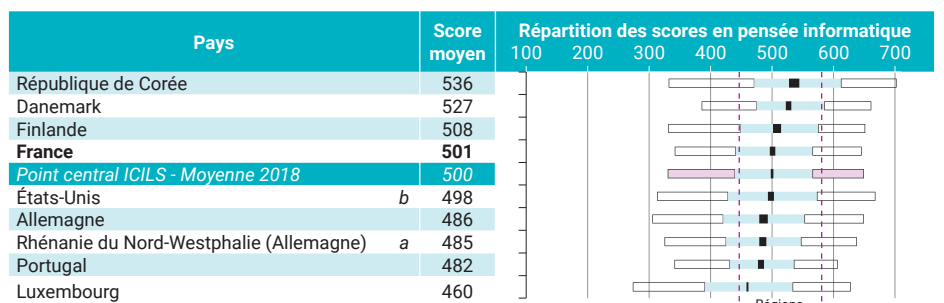 Pays Score moyen Répartition des scores en pensée informatique
100 200 300 400 500 600 700
République de Corée 536
Danemark 527
Finlande 508
France 501
Point central ICILS - Moyenne 2018 500
États-Unis b 498
Allemagne 486
Rhénanie du Nord-Westphalie (Allemagne) a 485
Portugal 482
Luxembourg 460
Régions